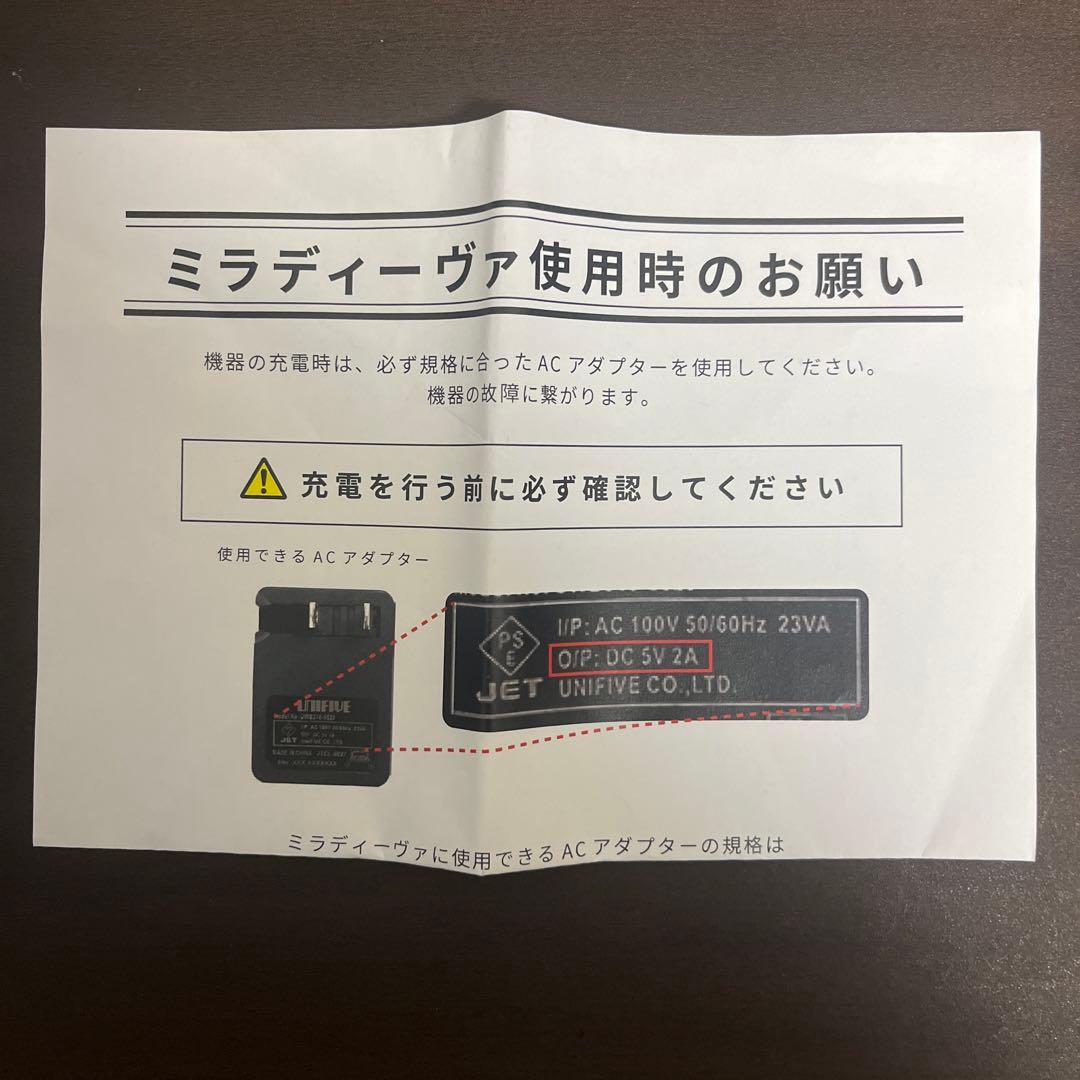 ミラディーヴァ使用時のお願い
機器の充電時は、必ず規格に合ったACアダプターを使用してください。
機器の故障に繋がります。
充電を行う前に必ず確認してください
使用できるACアダプター
UNIFIVE
Model No.
JET
MADE IN CHINA
PSE
JET
I/P: AC 100V 50/60Hz 23VA
O/P: DC 5V 2A
UNIFIVE CO.,LTD.
ミラディーヴァに使用できるACアダプターの規格は